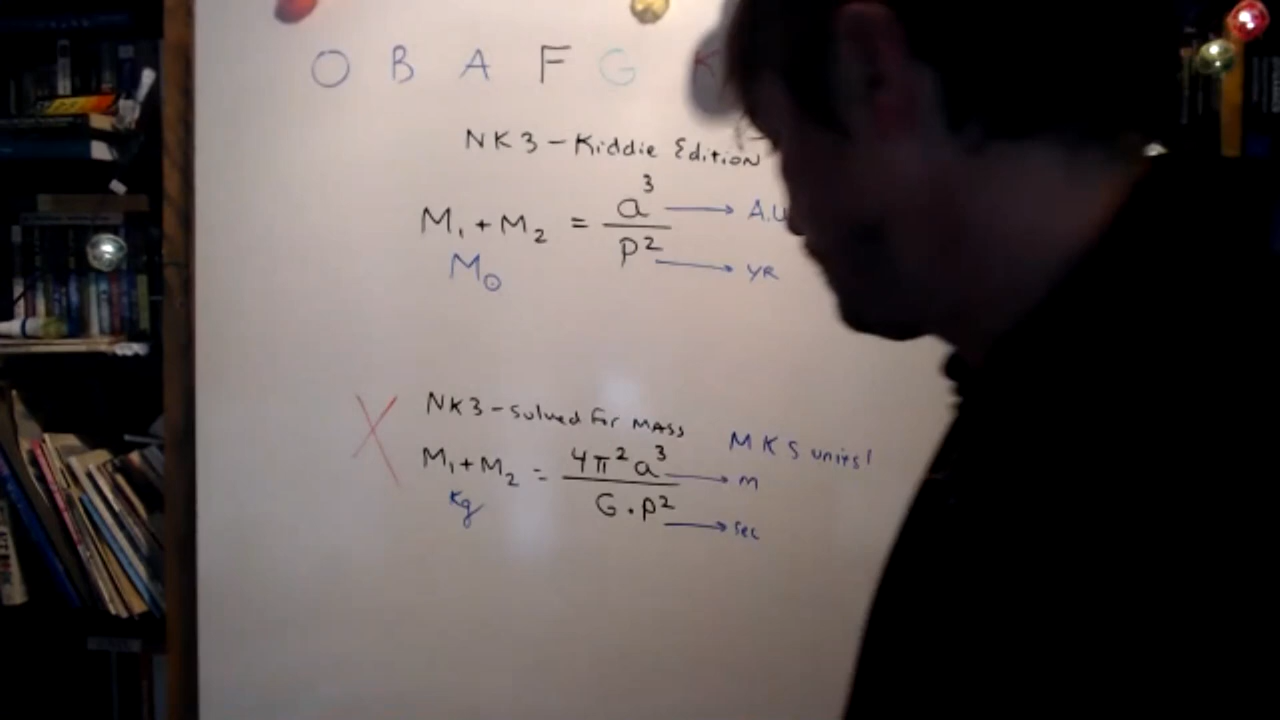 O B A F G K
NK3 - Kiddie Edition
M₁ + M₂ = a³ / P²
→ A.U
→ YR
M☉
NK3 - Solved for MASS
MKS units!
M₁ + M₂ = 4π² a³ / G · P²
→ m
→ sec
Kg